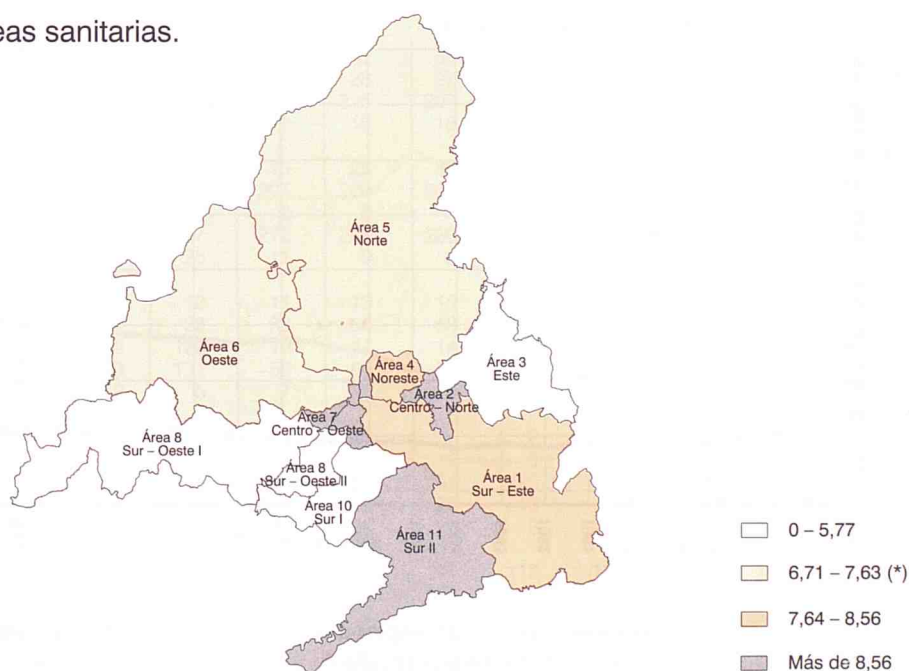 eas sanitarias.
Área 5
Norte
Área 6
Oeste
Área 4
Noreste
Área 3
Este
Área 2
Centro – Norte
Área 7
Centro – Oeste
Área 8
Sur – Oeste I
Área 8
Sur – Oeste II
Área 1
Sur – Este
Área 10
Sur I
Área 11
Sur II
0 – 5,77
6,71 – 7,63 (*)
7,64 – 8,56
Más de 8,56